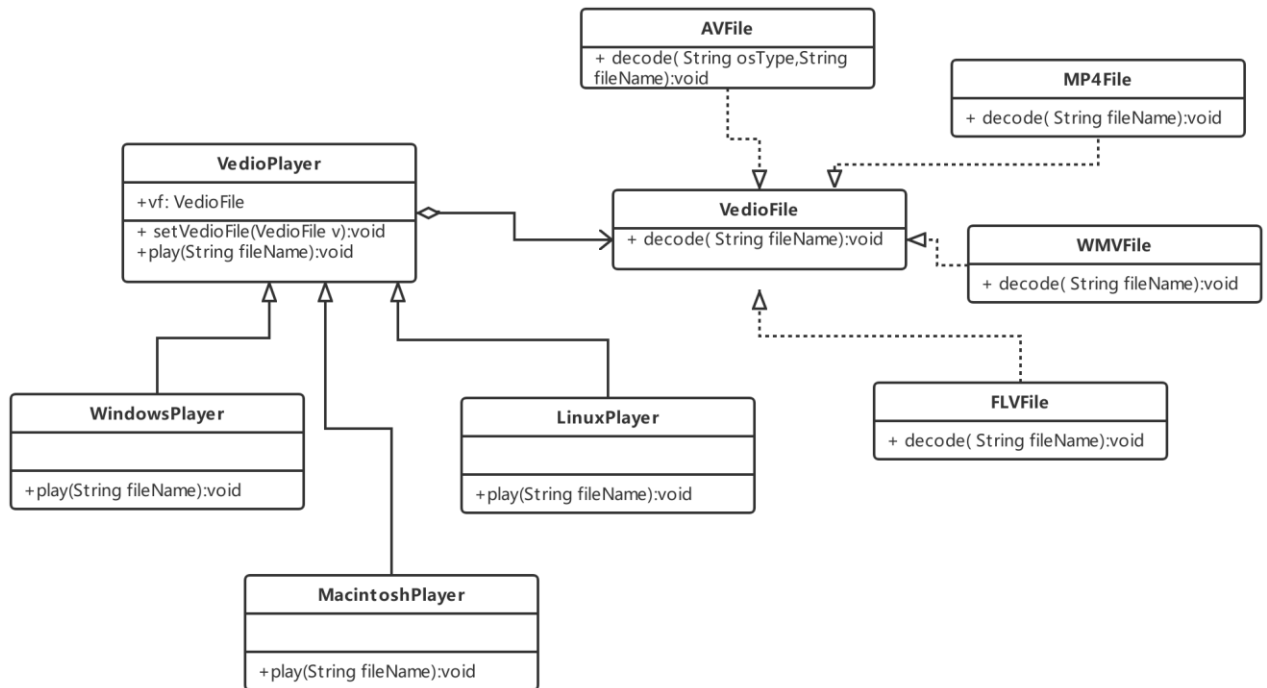 AVFile
+ decode( String osType,String
fileName):void
MP4File
+ decode( String fileName):void
VedioPlayer
+vf: VedioFile
+ setVedioFile(VedioFile v):void
+play(String fileName):void
VedioFile
+ decode( String fileName):void
WMVFile
+ decode( String fileName):void
WindowsPlayer
+play(String fileName):void
LinuxPlayer
+play(String fileName):void
FLVFile
+ decode( String fileName):void
MacintoshPlayer
+play(String fileName):void